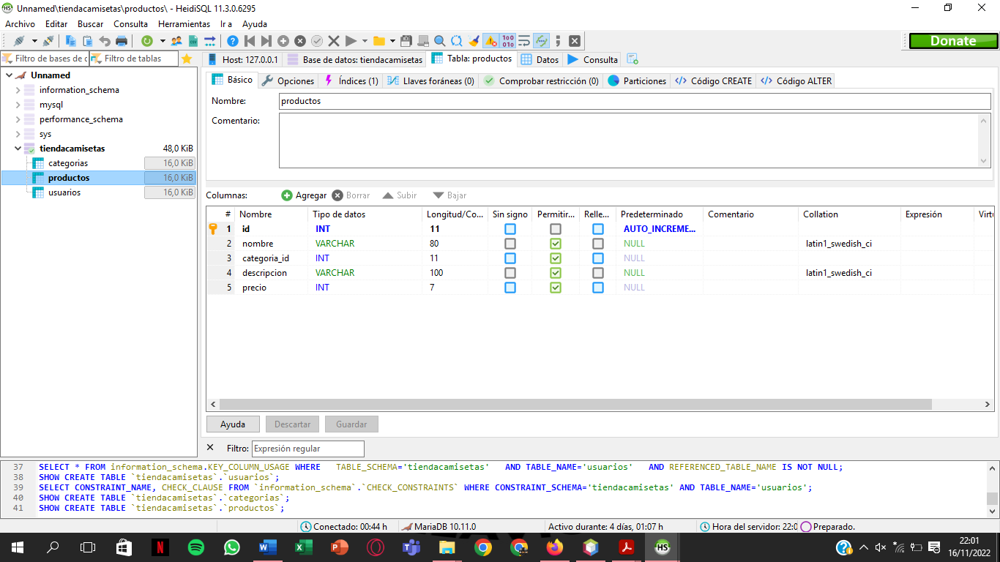 Unnamed\tiendacamisetas\productos\ - HeidiSQL 11.3.0.6295
Archivo Editar Buscar Consulta Herramientas Ir a Ayuda
Donate
Filtro de bases de d Filtro de tablas
Host: 127.0.0.1 Base de datos: tiendacamisetas Tabla: productos Datos Consulta
Unnamed
information_schema
mysql
performance_schema
sys
tiendacamisetas 48,0 KiB
categorias 16,0 KiB
productos 16,0 KiB
usuarios 16,0 KiB
Básico Opciones Índices (1) Llaves foráneas (0) Comprobar restricción (0) Particiones Código CREATE Código ALTER
Nombre: productos
Comentario:
Columnas: Agregar Borrar Subir Bajar
# Nombre Tipo de datos Longitud/Co... Sin signo Permitir... Relle... Predeterminado Comentario Collation Expresión Virtu
1 id INT 11 AUTO_INCREME...
2 nombre VARCHAR 80 NULL latin1_swedish_ci
3 categoria_id INT 11 NULL
4 descripcion VARCHAR 100 NULL latin1_swedish_ci
5 precio INT 7 NULL
Ayuda Descartar Guardar
Filtro: Expresión regular
37 SELECT * FROM information_schema.KEY_COLUMN_USAGE WHERE TABLE_SCHEMA='tiendacamisetas' AND TABLE_NAME='usuarios' AND REFERENCED_TABLE_NAME IS NOT NULL;
38 SHOW CREATE TABLE `tiendacamisetas`.`usuarios`;
39 SELECT CONSTRAINT_NAME, CHECK_CLAUSE FROM `information_schema`.`CHECK_CONSTRAINTS` WHERE CONSTRAINT_SCHEMA='tiendacamisetas' AND TABLE_NAME='usuarios';
40 SHOW CREATE TABLE `tiendacamisetas`.`categorias`;
41 SHOW CREATE TABLE `tiendacamisetas`.`productos`;
Conectado: 00:44 h MariaDB 10.11.0 Activo durante: 4 días, 01:07 h Hora del servidor: 22:0 Preparado.
22:01
16/11/2022